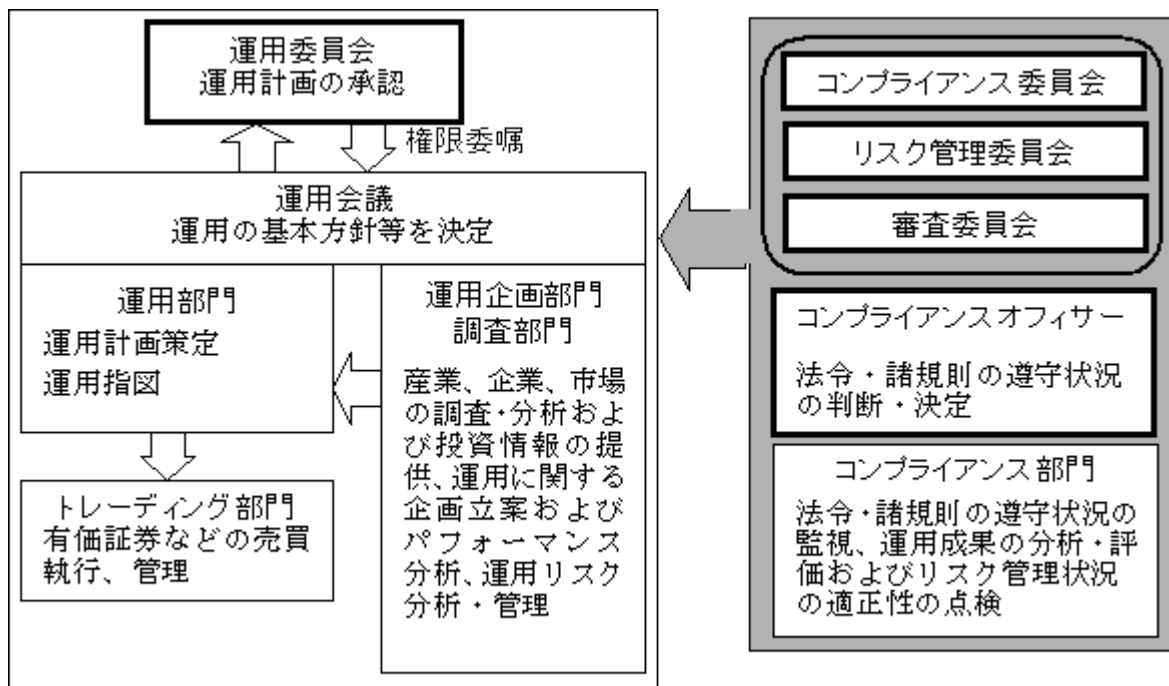 運用委員会
運用計画の承認
権限委嘱
運用会議
運用の基本方針等を決定
運用部門
運用計画策定
運用指図
運用企画部門
調査部門
産業、企業、市場
の調査・分析およ
び投資情報の提
供、運用に関する
企画立案および
パフォーマンス
分析、運用リスク
分析・管理
トレーディング部門
有価証券などの売買
執行、管理
コンプライアンス委員会
リスク管理委員会
審査委員会
コンプライアンスオフィサー
法令・諸規則の遵守状況
の判断・決定
コンプライアンス部門
法令・諸規則の遵守状況の
監視、運用成果の分析・評
価およびリスク管理状況
の適正性の点検